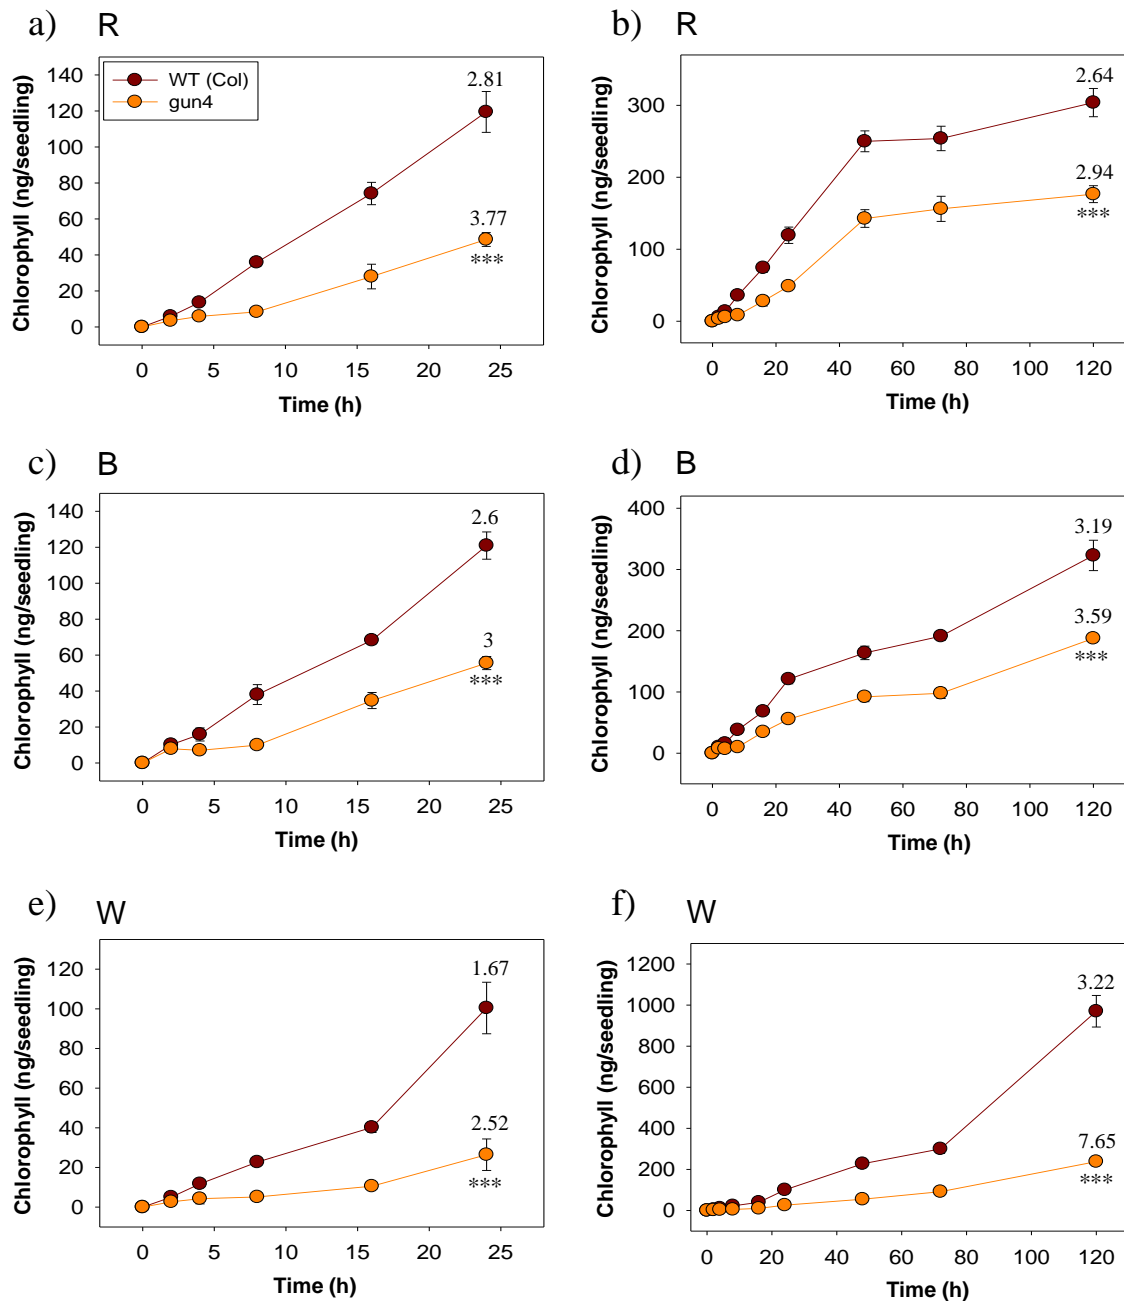 a) R
Chlorophyll (ng/seedling)
140
120
100
80
60
40
20
0
WT (Col)
gun4
2.81
3.77
***
0 5 10 15 20 25
Time (h)
b) R
Chlorophyll (ng/seedling)
300
200
100
0
2.64
2.94
***
0 20 40 60 80 100 120
Time (h)
c) B
Chlorophyll (ng/seedling)
140
120
100
80
60
40
20
0
2.6
3
***
0 5 10 15 20 25
Time (h)
d) B
Chlorophyll (ng/seedling)
400
300
200
100
0
3.19
3.59
***
0 20 40 60 80 100 120
Time (h)
e) W
Chlorophyll (ng/seedling)
120
100
80
60
40
20
0
1.67
2.52
***
0 5 10 15 20 25
Time (h)
f) W
Chlorophyll (ng/seedling)
1200
1000
800
600
400
200
0
3.22
7.65
***
0 20 40 60 80 100 120
Time (h)